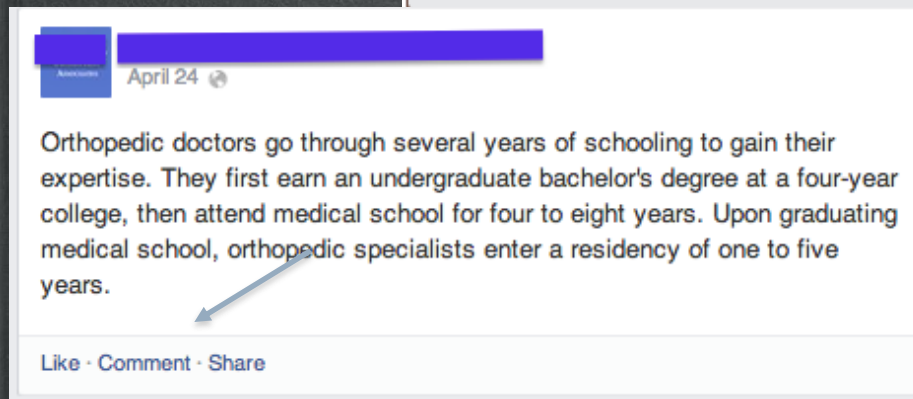 Associates
April 24
Orthopedic doctors go through several years of schooling to gain their
expertise. They first earn an undergraduate bachelor's degree at a four-year
college, then attend medical school for four to eight years. Upon graduating
medical school, orthopedic specialists enter a residency of one to five
years.
Like · Comment · Share